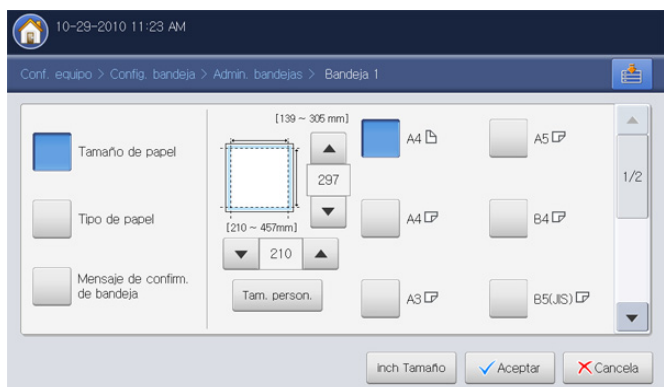 10-29-2010 11:23 AM
Conf. equipo > Config. bandeja > Admin. bandejas > Bandeja 1
Tamaño de papel
Tipo de papel
Mensaje de confirm.
de bandeja
[139 ~ 305 mm]
297
[210 ~ 457mm]
210
Tam. person.
A4
A5
A4
B4
A3
B5(JIS)
1/2
inch Tamaño
Aceptar
Cancela